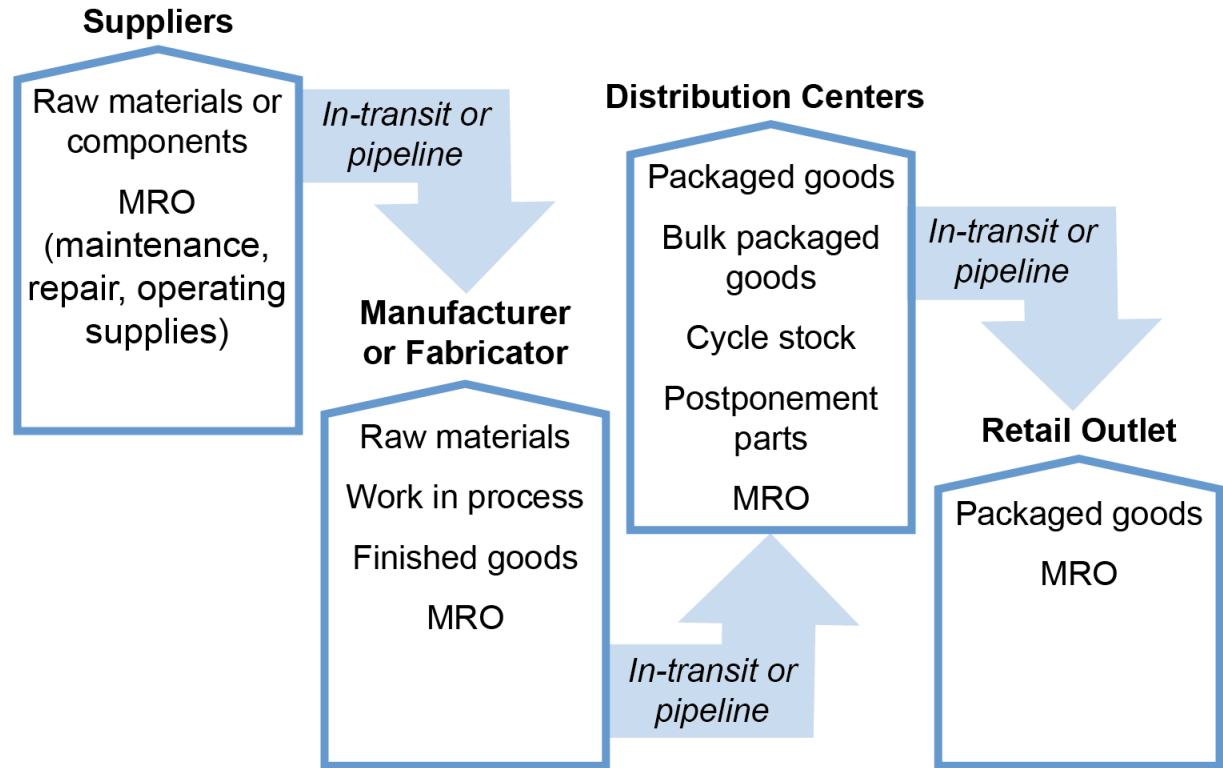 Suppliers
Raw materials or
components
MRO
(maintenance,
repair, operating
supplies)
In-transit or
pipeline
Manufacturer
or Fabricator
Raw materials
Work in process
Finished goods
MRO
In-transit or
pipeline
Distribution Centers
Packaged goods
Bulk packaged
goods
Cycle stock
Postponement
parts
MRO
In-transit or
pipeline
Retail Outlet
Packaged goods
MRO